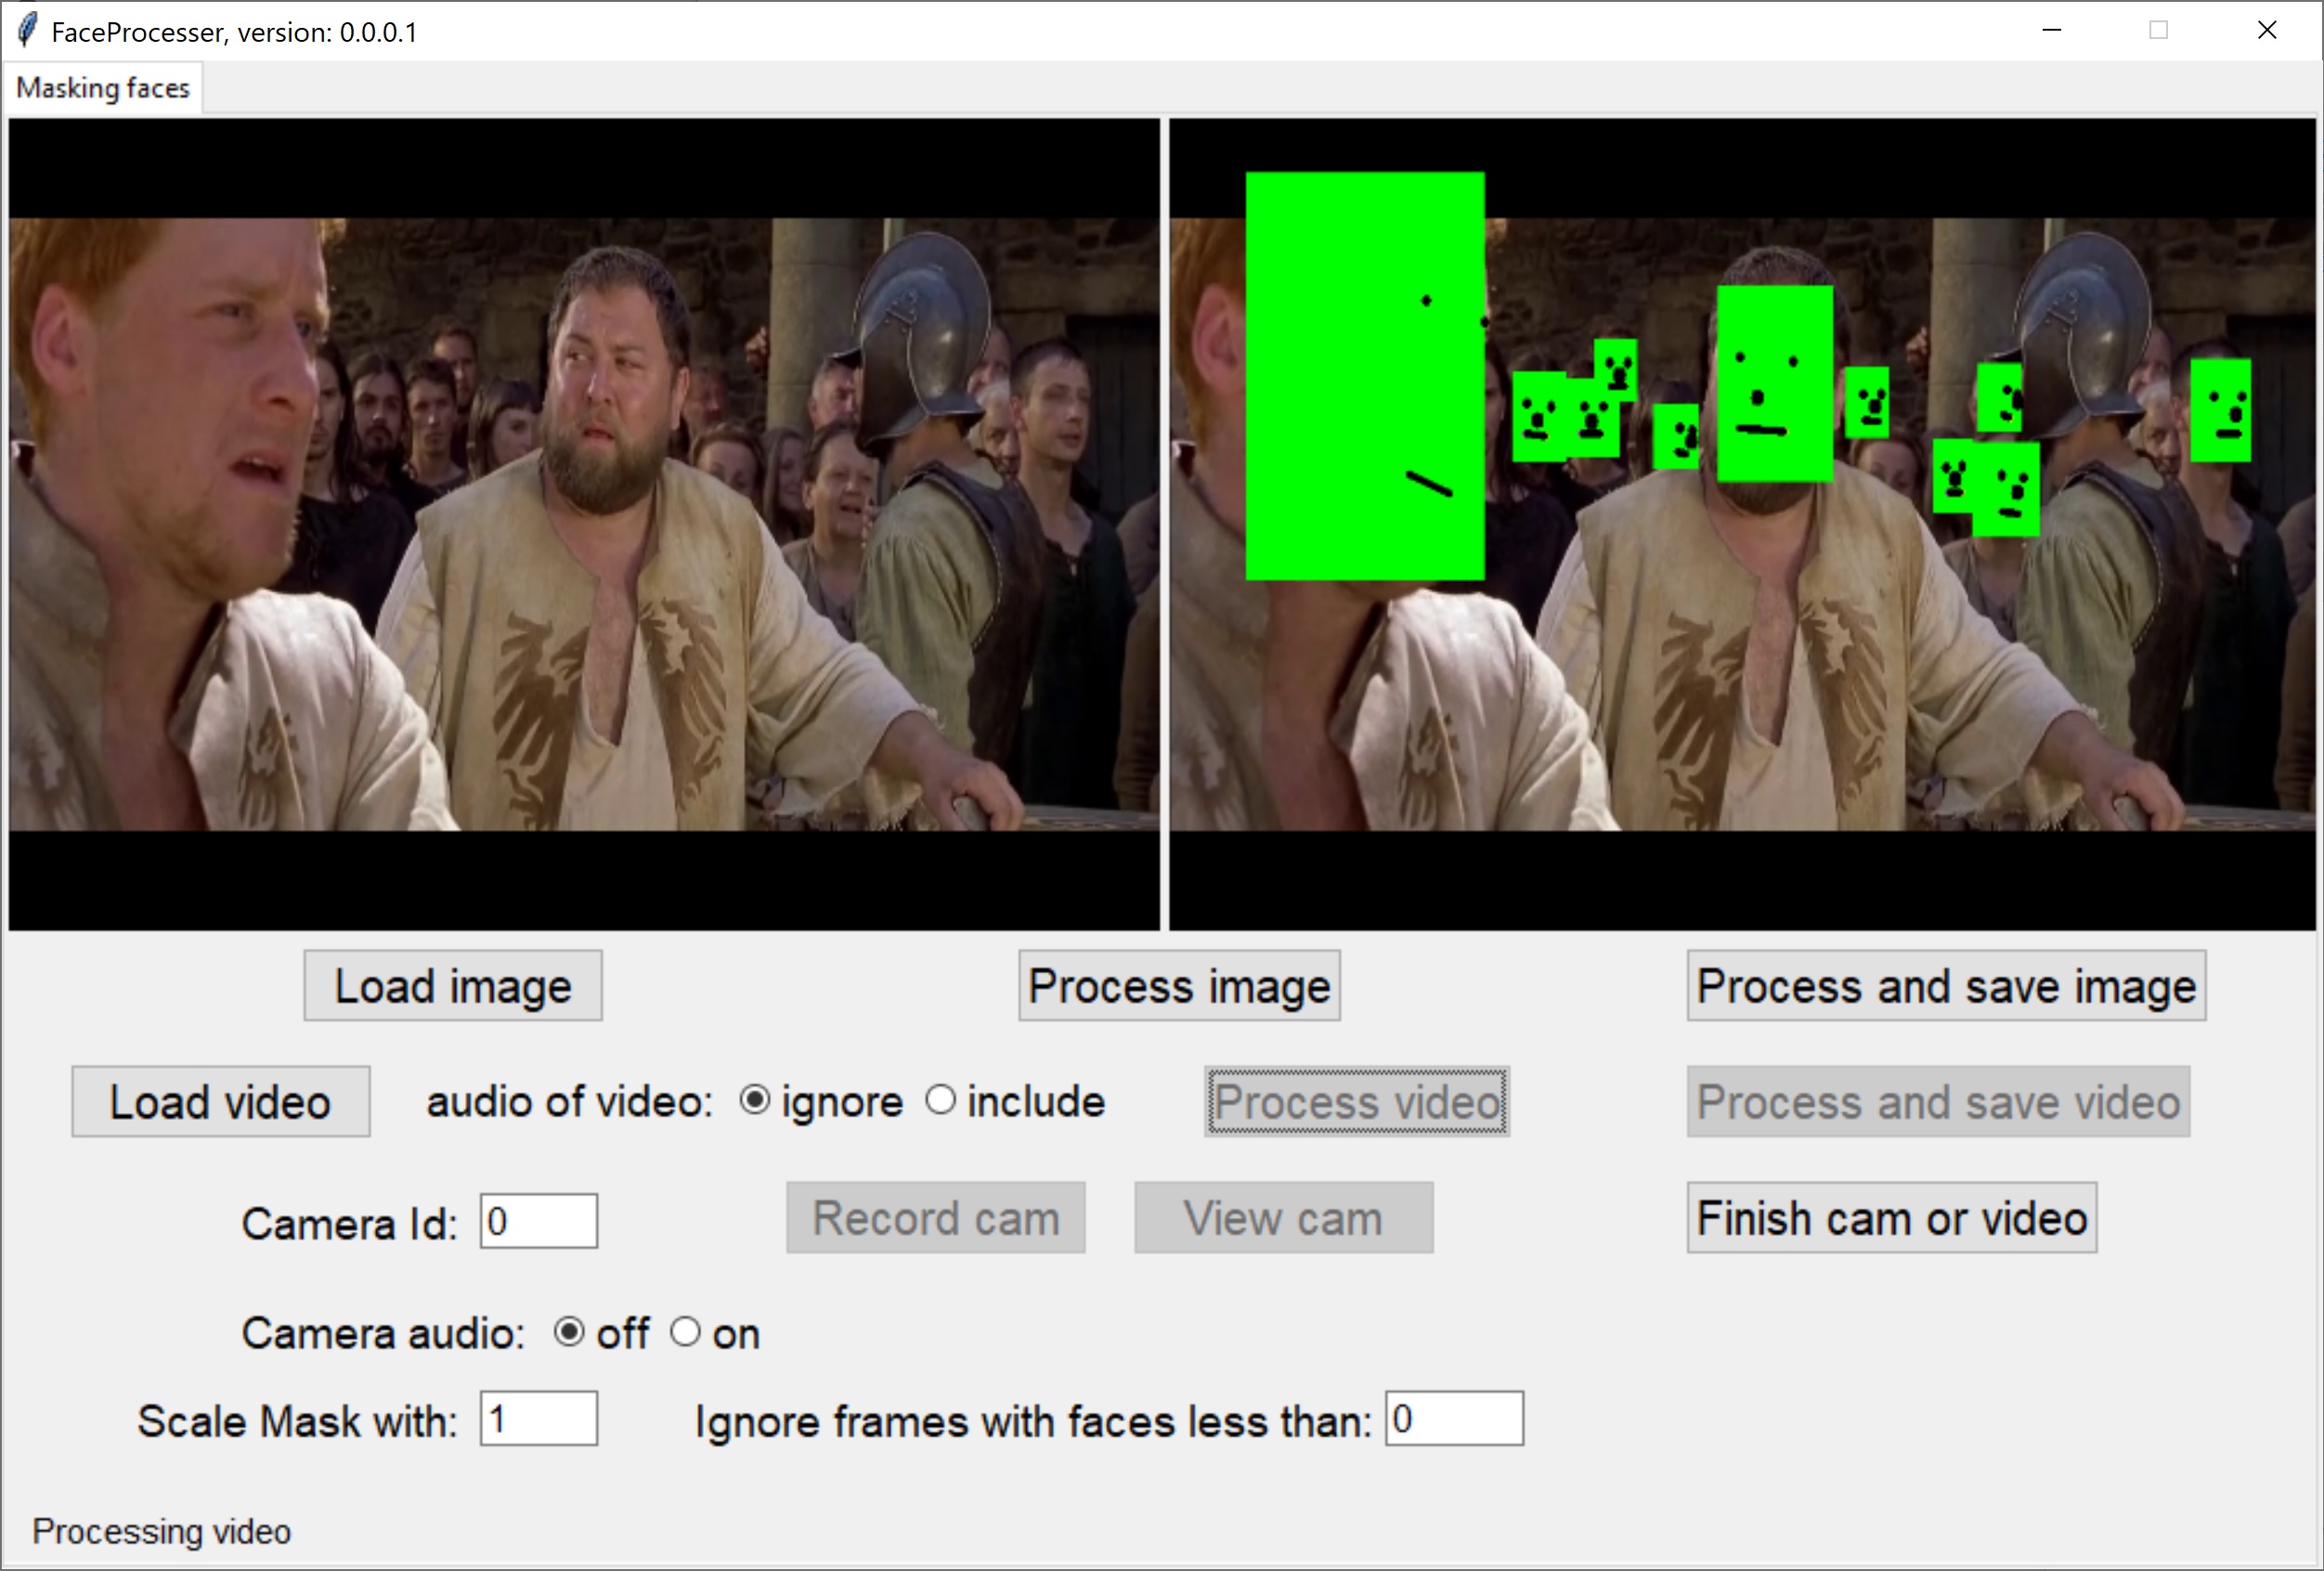 FaceProcesser, version: 0.0.0.1
Masking faces
Load image
Process image
Process and save image
Load video
audio of video: ignore include
Process video
Process and save video
Camera Id: 0
Record cam
View cam
Finish cam or video
Camera audio: off on
Scale Mask with: 1
Ignore frames with faces less than: 0
Processing video